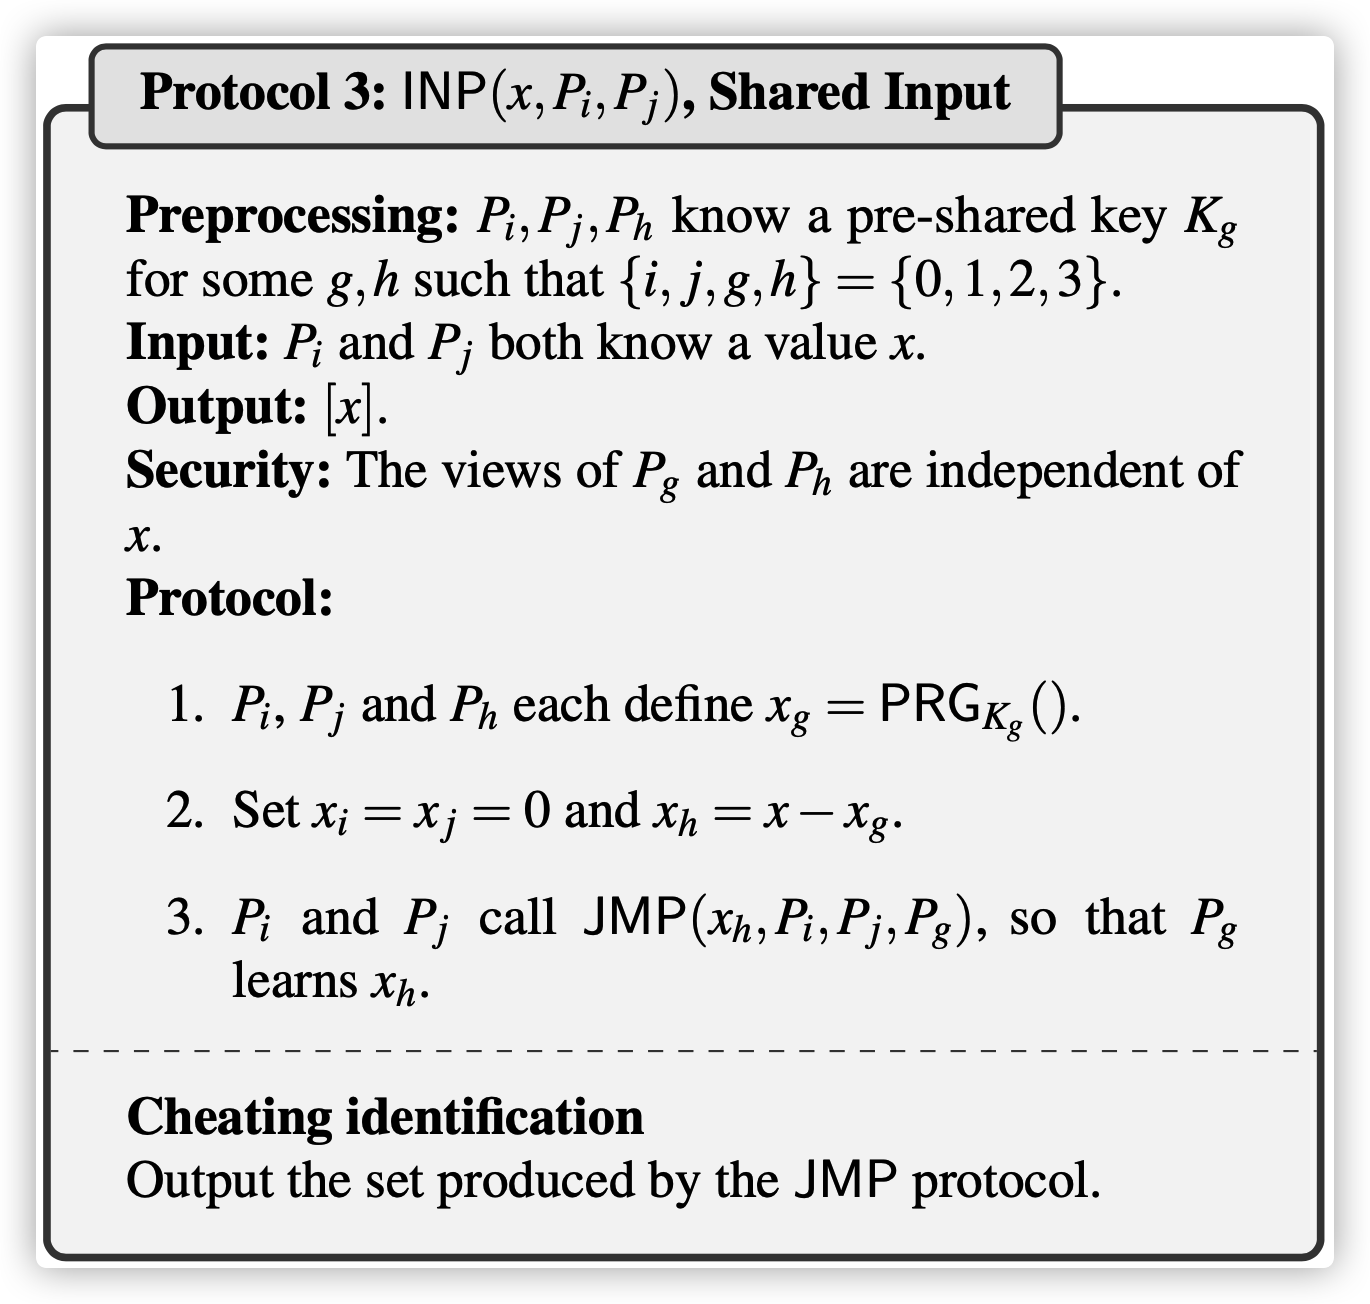 Protocol 3: INP(x, P_i, P_j), Shared Input
Preprocessing: P_i, P_j, P_h know a pre-shared key K_g
for some g, h such that {i, j, g, h} = {0, 1, 2, 3}.
Input: P_i and P_j both know a value x.
Output: [x].
Security: The views of P_g and P_h are independent of
x.
Protocol:
1. P_i, P_j and P_h each define x_g = PRG_{K_g}().
2. Set x_i = x_j = 0 and x_h = x − x_g.
3. P_i and P_j call JMP(x_h, P_i, P_j, P_g), so that P_g
learns x_h.
Cheating identification
Output the set produced by the JMP protocol.